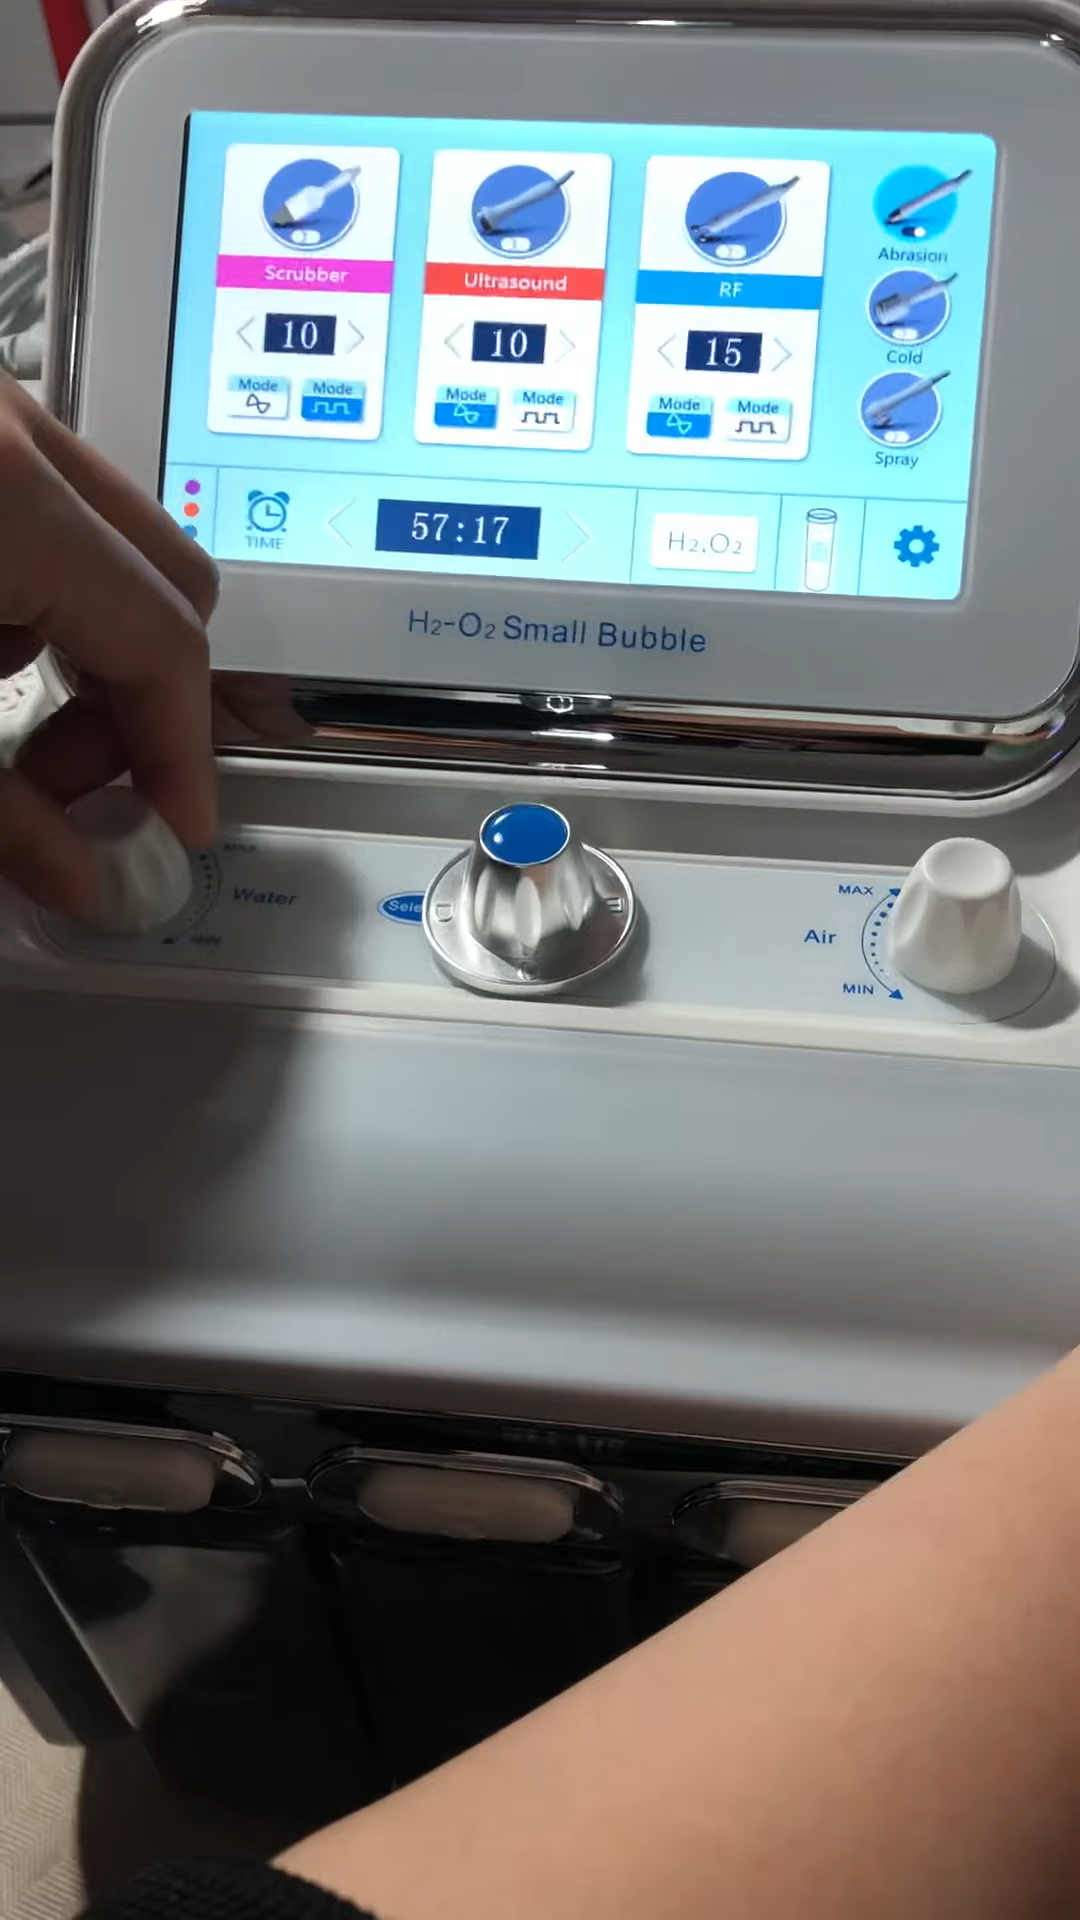 Scrubber
10
Mode
Mode
Ultrasound
10
Mode
Mode
RF
15
Mode
Mode
Abrasion
Cold
Spray
TIME
57:17
H₂,O₂
H₂-O₂ Small Bubble
MAX
Water
MIN
Sele
D
MAX
Air
MIN